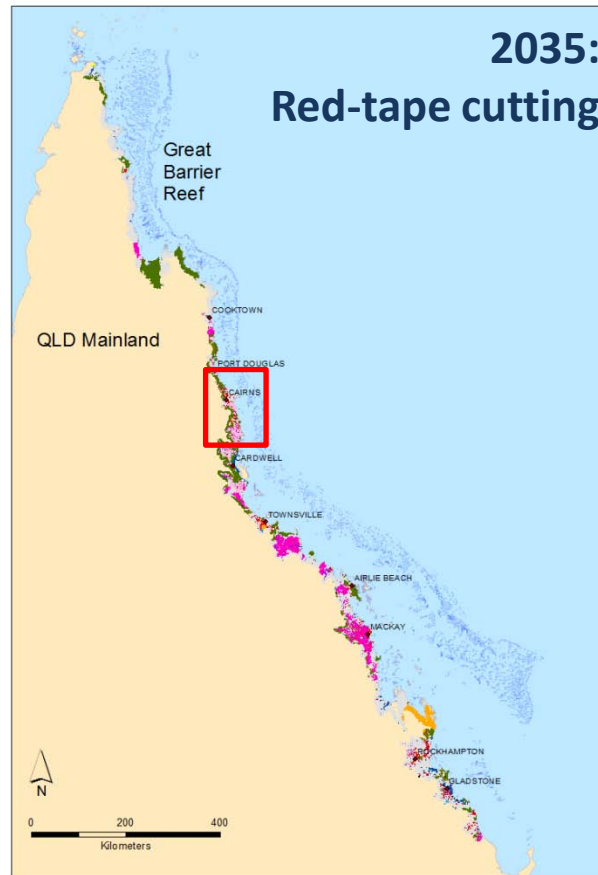 2035:
Red-tape cutting
Great
Barrier
Reef
COOKTOWN
QLD Mainland
PORT DOUGLAS
CAIRNS
CARDWELL
TOWNSVILLE
AIRLIE BEACH
MACKAY
ROCKHAMPTON
GLADSTONE
N
0 200 400
Kilometers